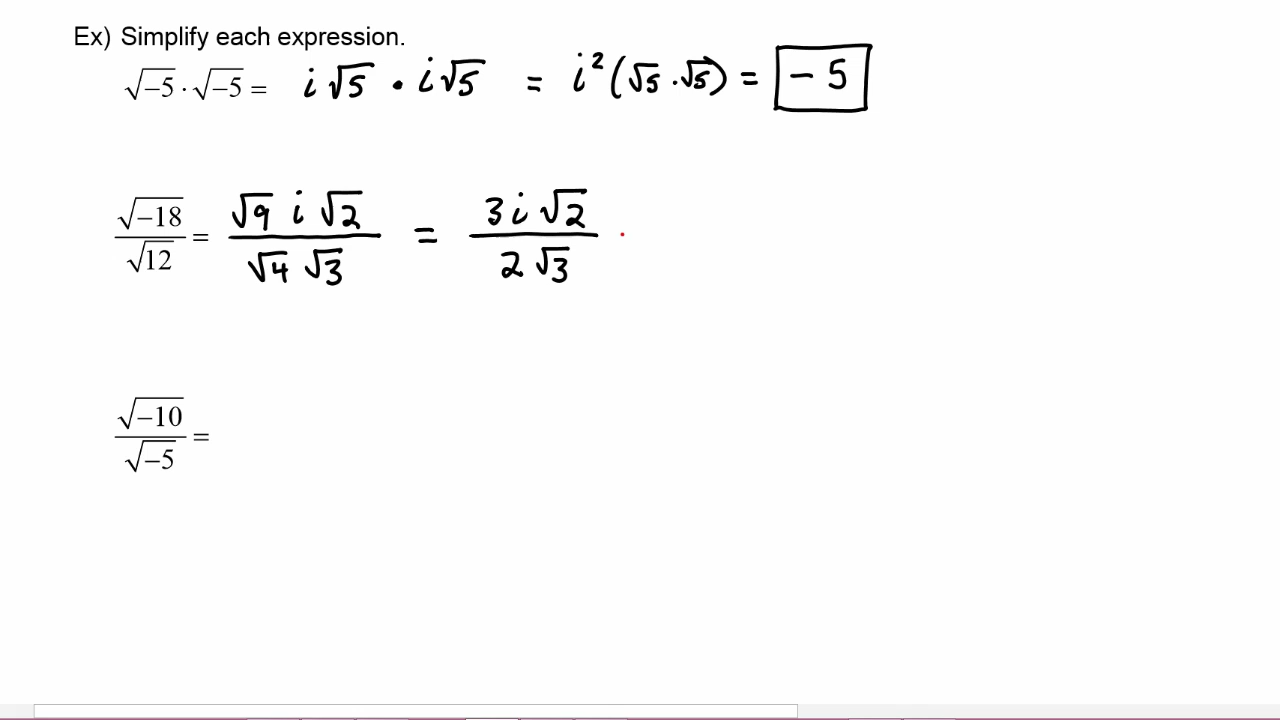 Ex) Simplify each expression.
√−5 · √−5 = i√5 · i√5 = i²(√5 · √5) = − 5
√−18 / √12 = √9 i √2 / √4 √3 = 3i√2 / 2√3 ·
√−10 / √−5 =